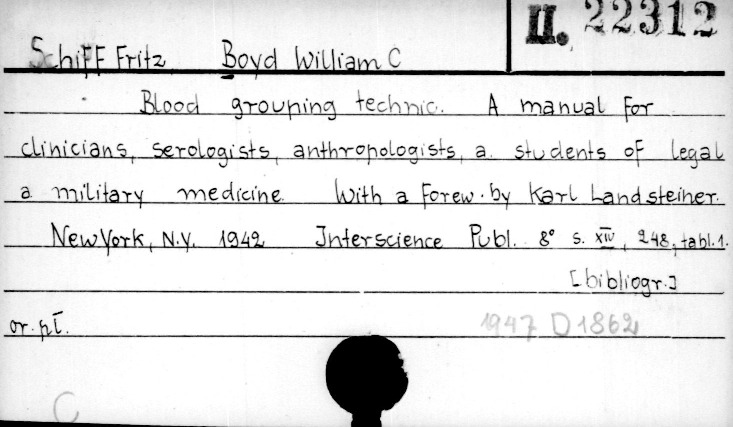 II. 22312
Schiff Fritz Boyd William C
Blood grouping technic. A manual for
clinicians, serologists, anthropologists, a. students of legal
a military medicine With a forew. by Karl Landsteiner.
New York, N.Y. 1942 Interscience Publ. 8° s. XIV, 248, tabl. 1.
[bibliogr.]
or. pł.
1947 D 1862
C